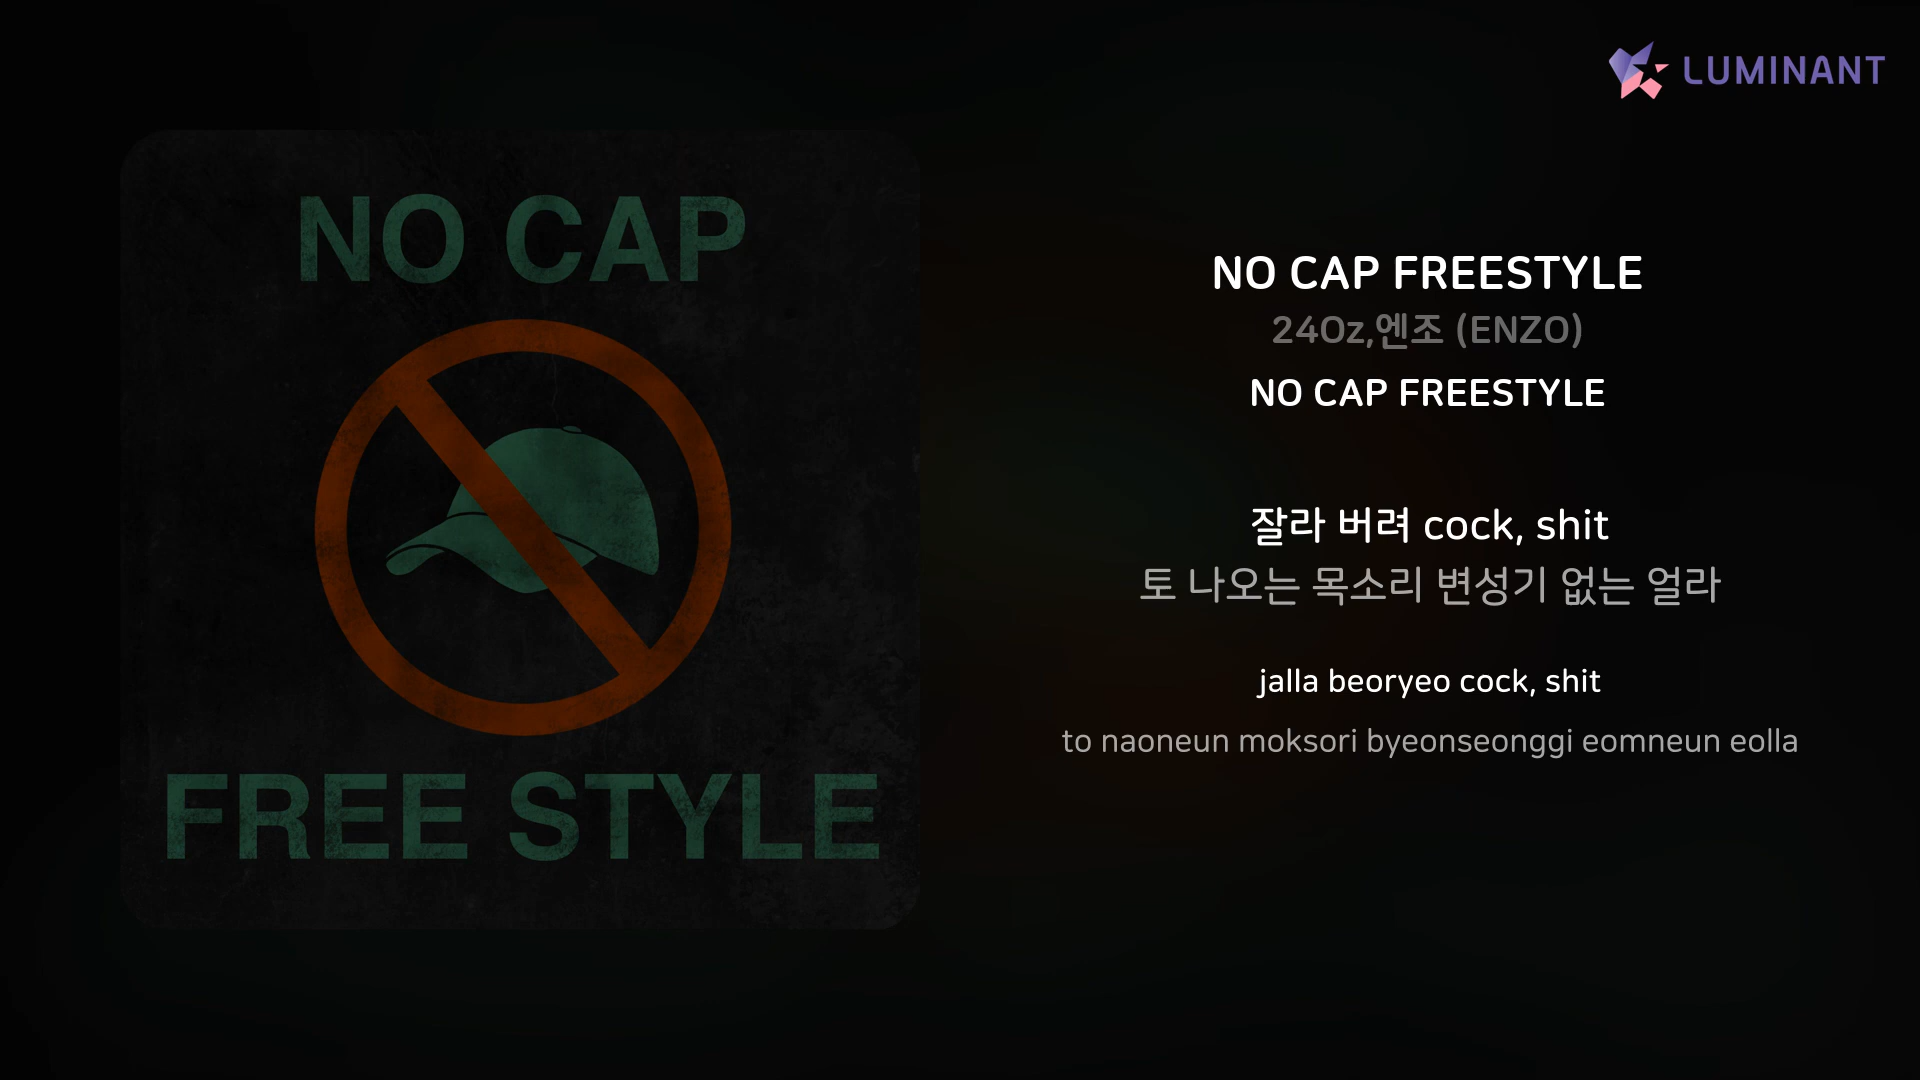 LUMINANT
NO CAP
FREE STYLE
NO CAP FREESTYLE
24Oz,엔조 (ENZO)
NO CAP FREESTYLE
잘라 버려 cock, shit
토 나오는 목소리 변성기 없는 얼라
jalla beoryeo cock, shit
to naoneun moksori byeonseonggi eomneun eolla